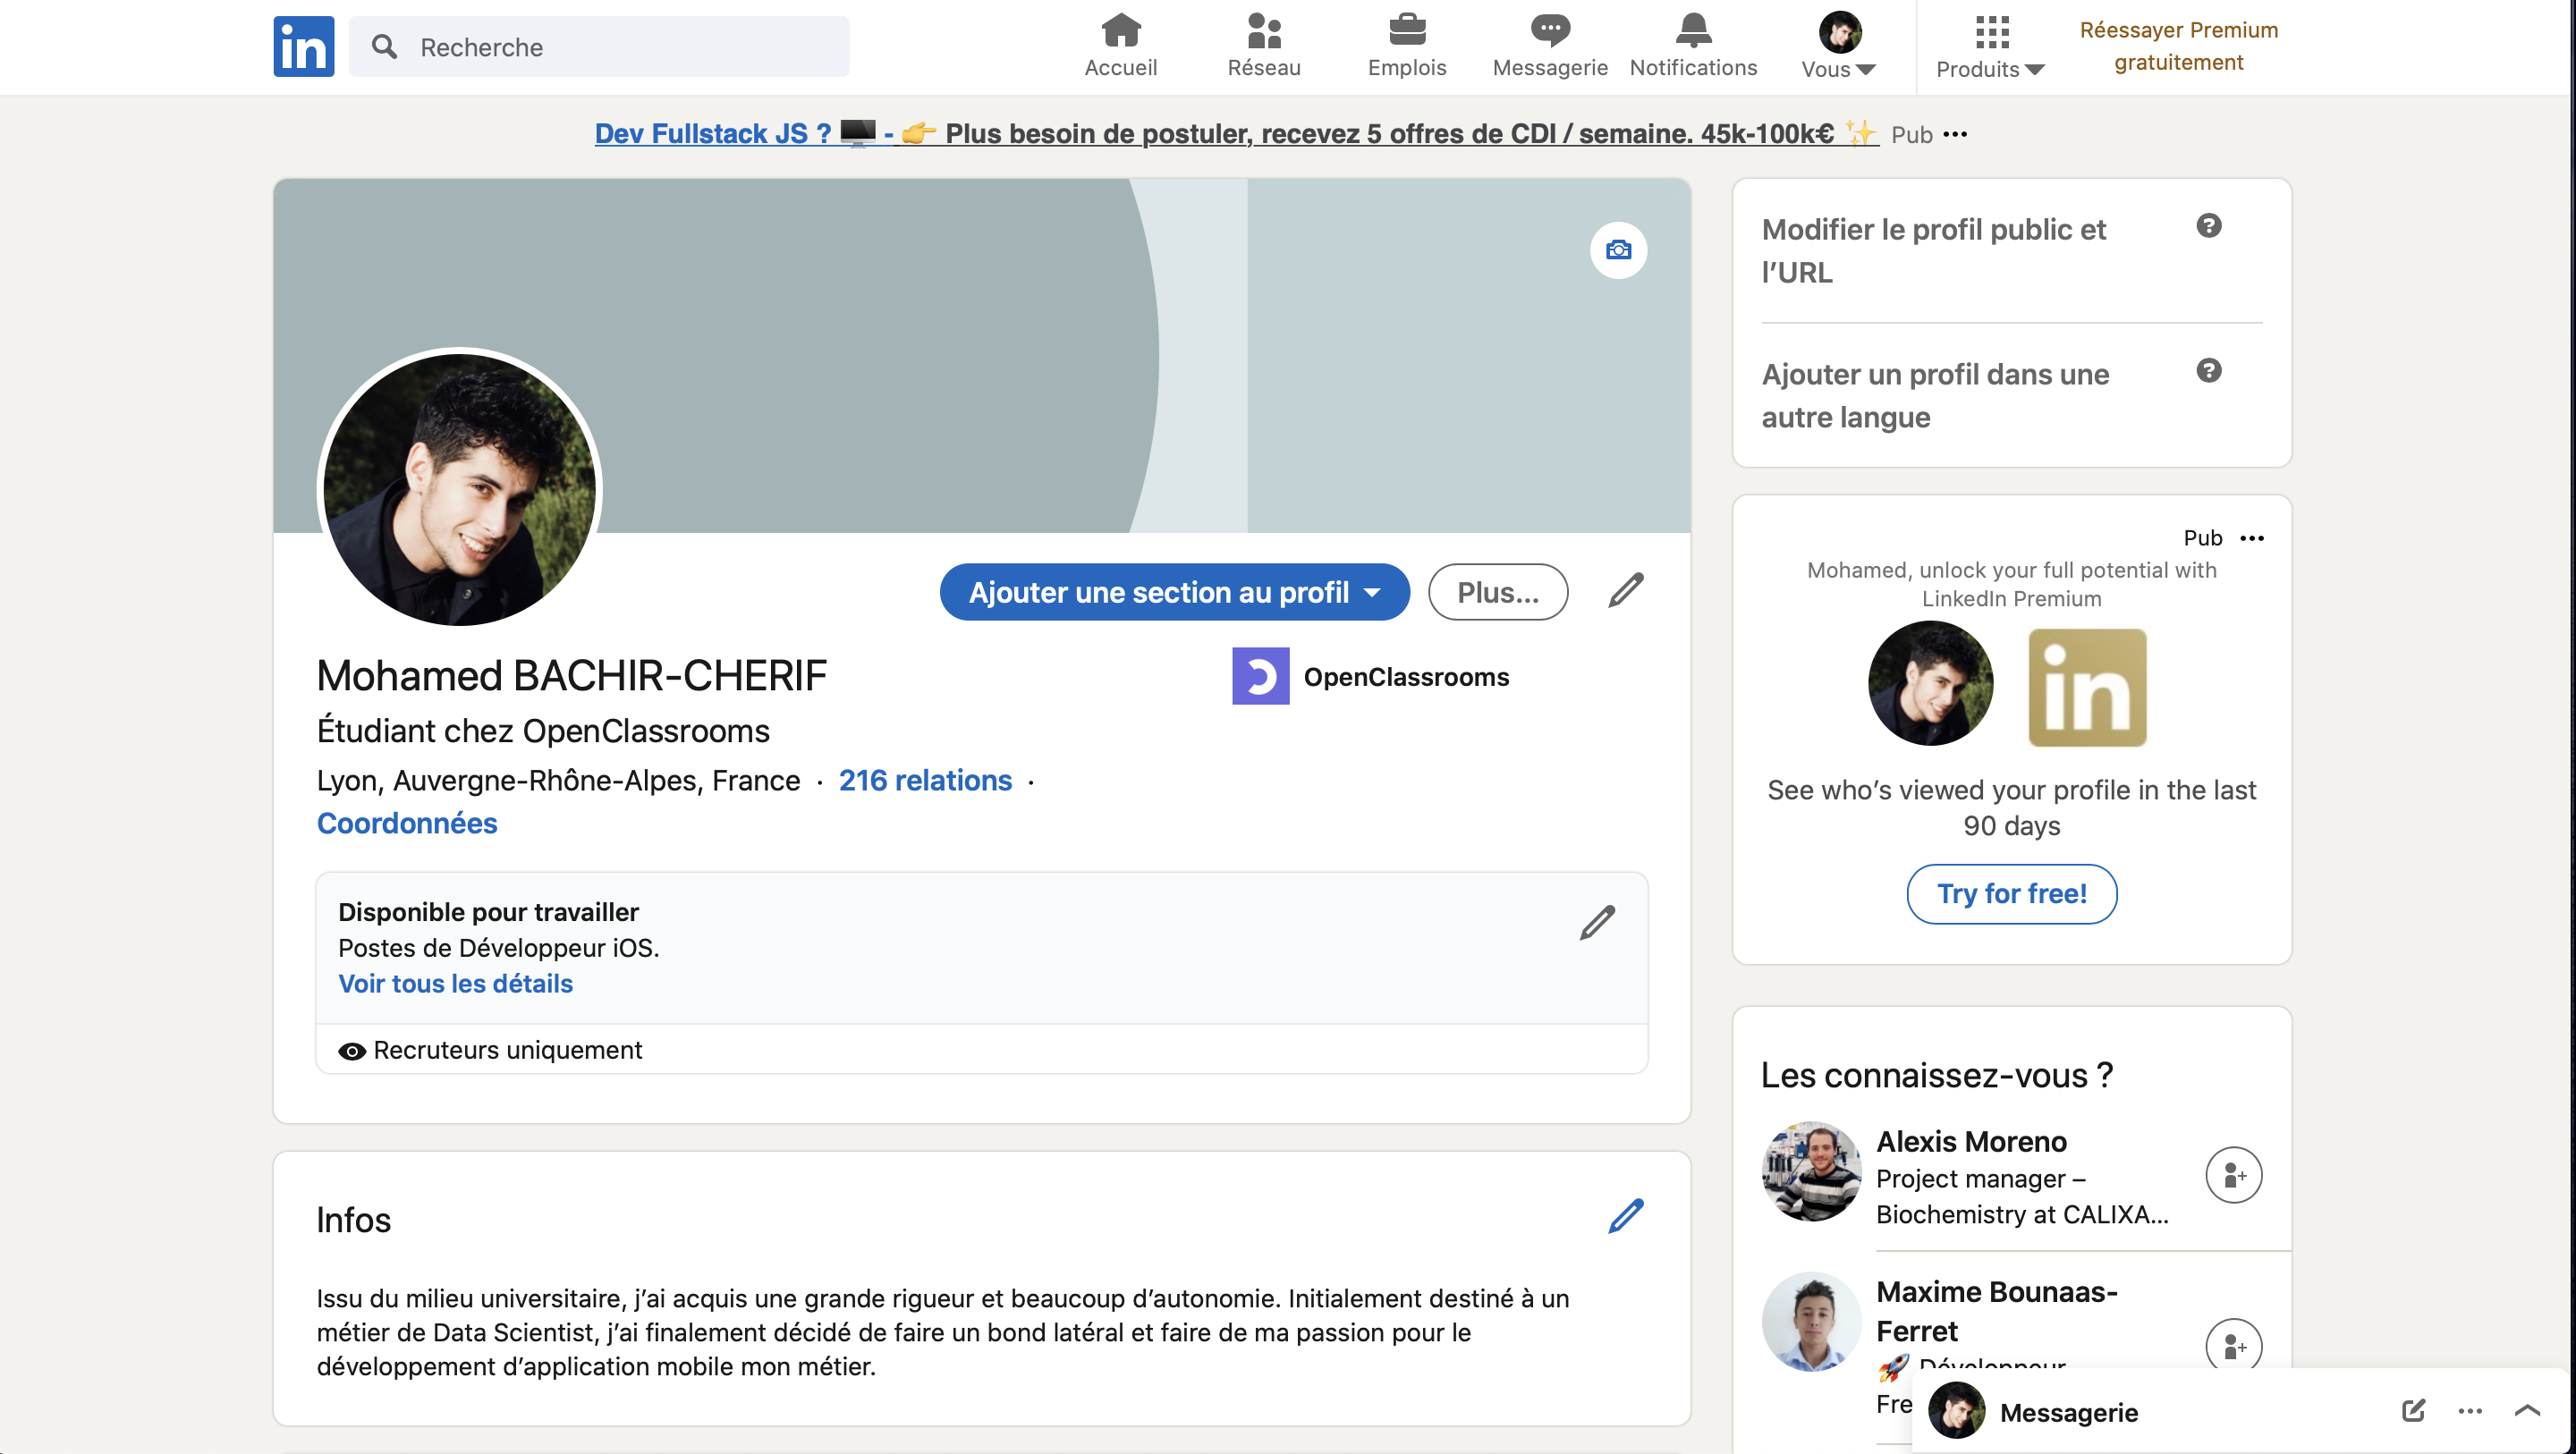 in
Recherche
Accueil
Réseau
Emplois
Messagerie
Notifications
Vous
Produits
Réessayer Premium
gratuitement
Dev Fullstack JS ? 🖥️ - 👉 Plus besoin de postuler, recevez 5 offres de CDI / semaine. 45k-100k€ ✨ Pub
Ajouter une section au profil
Plus...
Mohamed BACHIR-CHERIF
OpenClassrooms
Étudiant chez OpenClassrooms
Lyon, Auvergne-Rhône-Alpes, France · 216 relations ·
Coordonnées
Disponible pour travailler
Postes de Développeur iOS.
Voir tous les détails
Recruteurs uniquement
Infos
Issu du milieu universitaire, j’ai acquis une grande rigueur et beaucoup d’autonomie. Initialement destiné à un
métier de Data Scientist, j’ai finalement décidé de faire un bond latéral et faire de ma passion pour le
développement d’application mobile mon métier.
Modifier le profil public et
l’URL
Ajouter un profil dans une
autre langue
Pub
Mohamed, unlock your full potential with
LinkedIn Premium
in
See who’s viewed your profile in the last
90 days
Try for free!
Les connaissez-vous ?
Alexis Moreno
Project manager –
Biochemistry at CALIXA...
Maxime Bounaas-
Ferret
🚀 Développeur
Fre
Messagerie